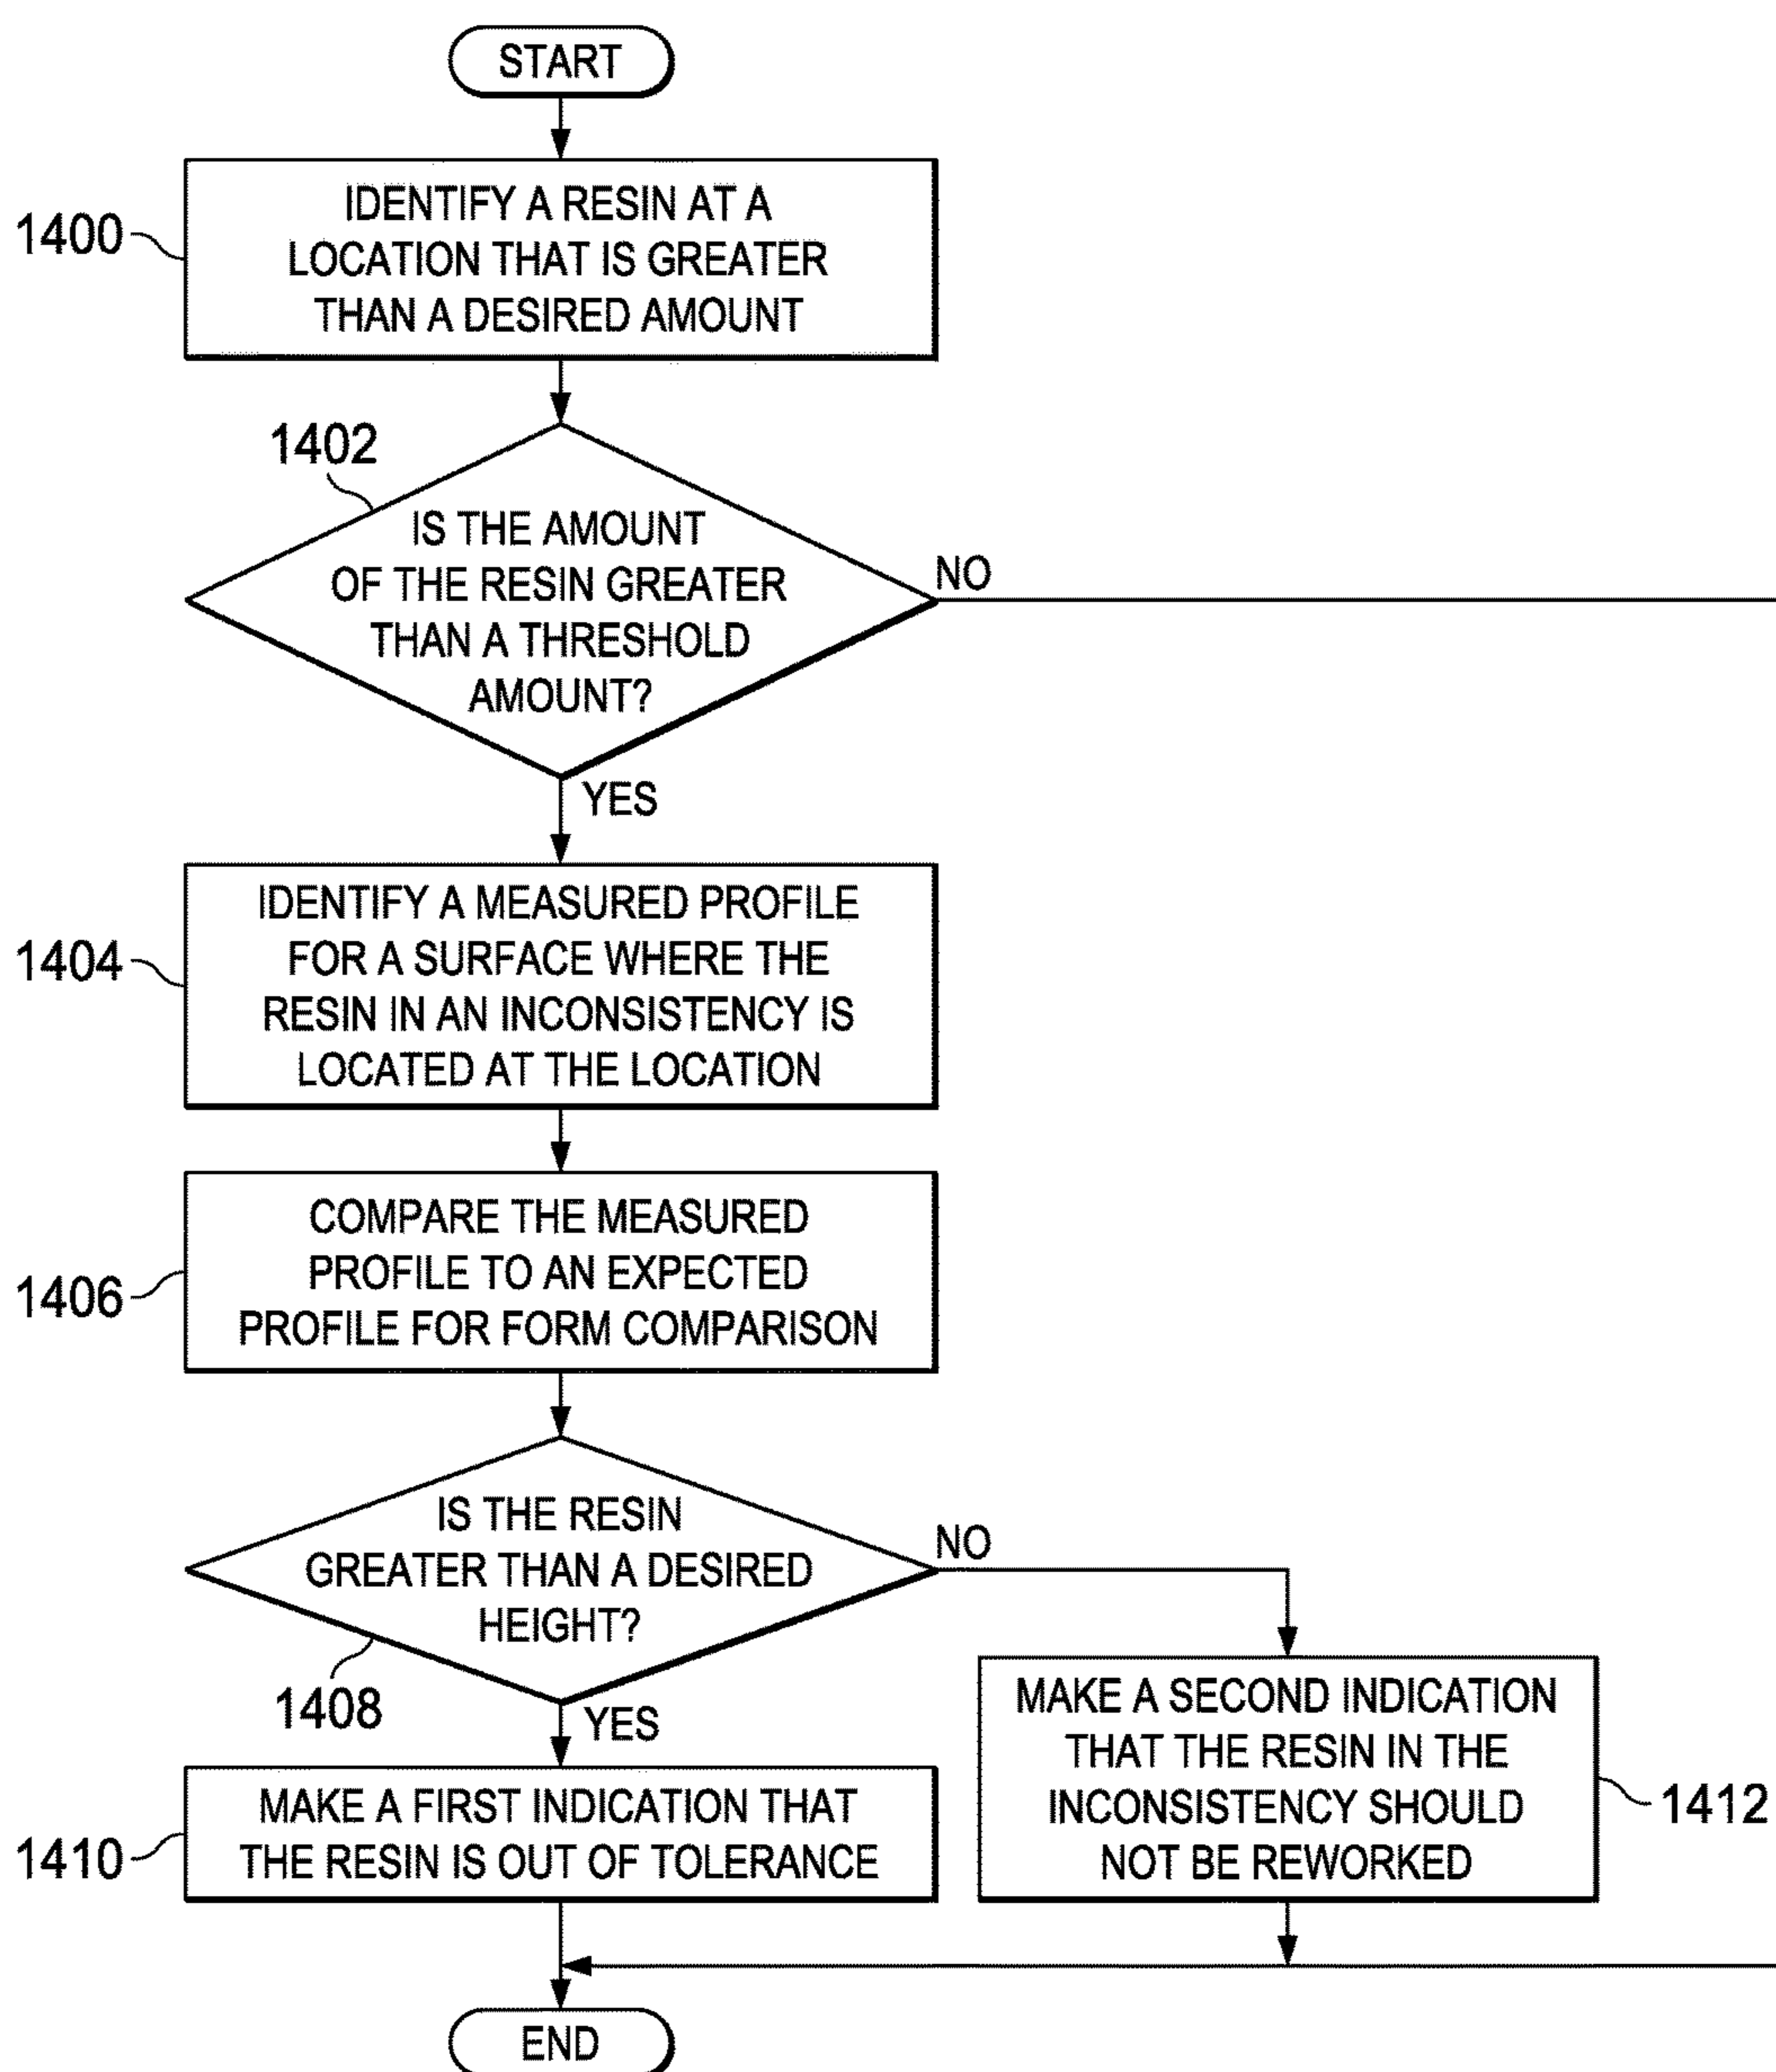 START
1400
IDENTIFY A RESIN AT A
LOCATION THAT IS GREATER
THAN A DESIRED AMOUNT
1402
IS THE AMOUNT
OF THE RESIN GREATER
THAN A THRESHOLD
AMOUNT?
NO
YES
1404
IDENTIFY A MEASURED PROFILE
FOR A SURFACE WHERE THE
RESIN IN AN INCONSISTENCY IS
LOCATED AT THE LOCATION
1406
COMPARE THE MEASURED
PROFILE TO AN EXPECTED
PROFILE FOR FORM COMPARISON
IS THE RESIN
GREATER THAN A DESIRED
HEIGHT?
NO
1408
YES
1410
MAKE A FIRST INDICATION THAT
THE RESIN IS OUT OF TOLERANCE
MAKE A SECOND INDICATION
THAT THE RESIN IN THE
INCONSISTENCY SHOULD
NOT BE REWORKED
1412
END